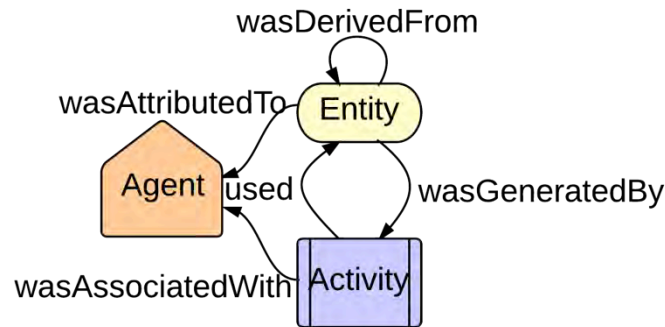 wasDerivedFrom
Entity
wasAttributedTo
Agent
used
wasGeneratedBy
wasAssociatedWith
Activity